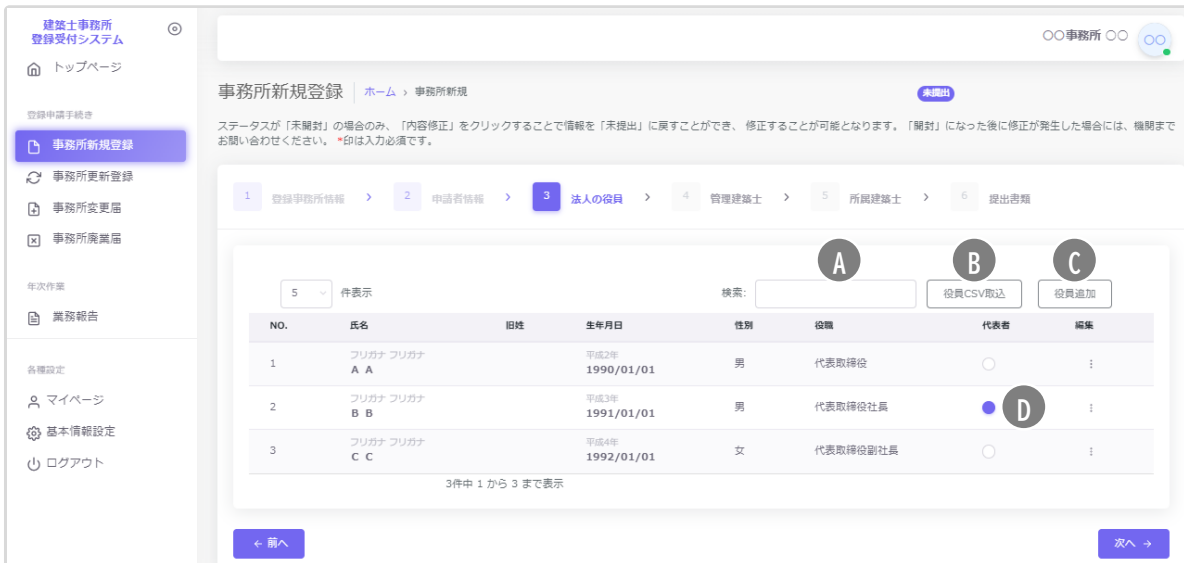 建築士事務所
登録受付システム
トップページ
登録申請手続き
事務所新規登録
事務所更新登録
事務所変更届
事務所廃業届
年次作業
業務報告
各種設定
マイページ
基本情報設定
ログアウト
〇〇事務所 〇〇
〇〇
事務所新規登録 ホーム › 事務所新規 未提出
ステータスが「未開封」の場合のみ、「内容修正」をクリックすることで情報を「未提出」に戻すことができ、 修正することが可能となります。「開封」になった後に修正が発生した場合には、機関まで
お問い合わせください。 *印は入力必須です。
1 登録事務所情報 › 2 申請者情報 › 3 法人の役員 › 4 管理建築士 › 5 所属建築士 › 6 提出書類
A B C
5 件表示 検索: 役員CSV取込 役員追加
NO. 氏名 旧姓 生年月日 性別 役職 代表者 編集
フリガナ フリガナ 平成2年
1 A A 1990/01/01 男 代表取締役
フリガナ フリガナ 平成3年
2 B B 1991/01/01 男 代表取締役社長 D
フリガナ フリガナ 平成4年
3 C C 1992/01/01 女 代表取締役副社長
3件中 1 から 3 まで表示
← 前へ 次へ →